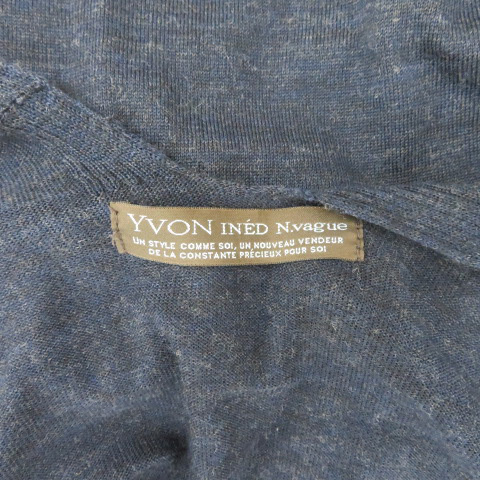 YVON INÉD N.vague
UN STYLE COMME SOI, UN NOUVEAU VENDEUR
DE LA CONSTANTE PRÉCIEUX POUR SOI